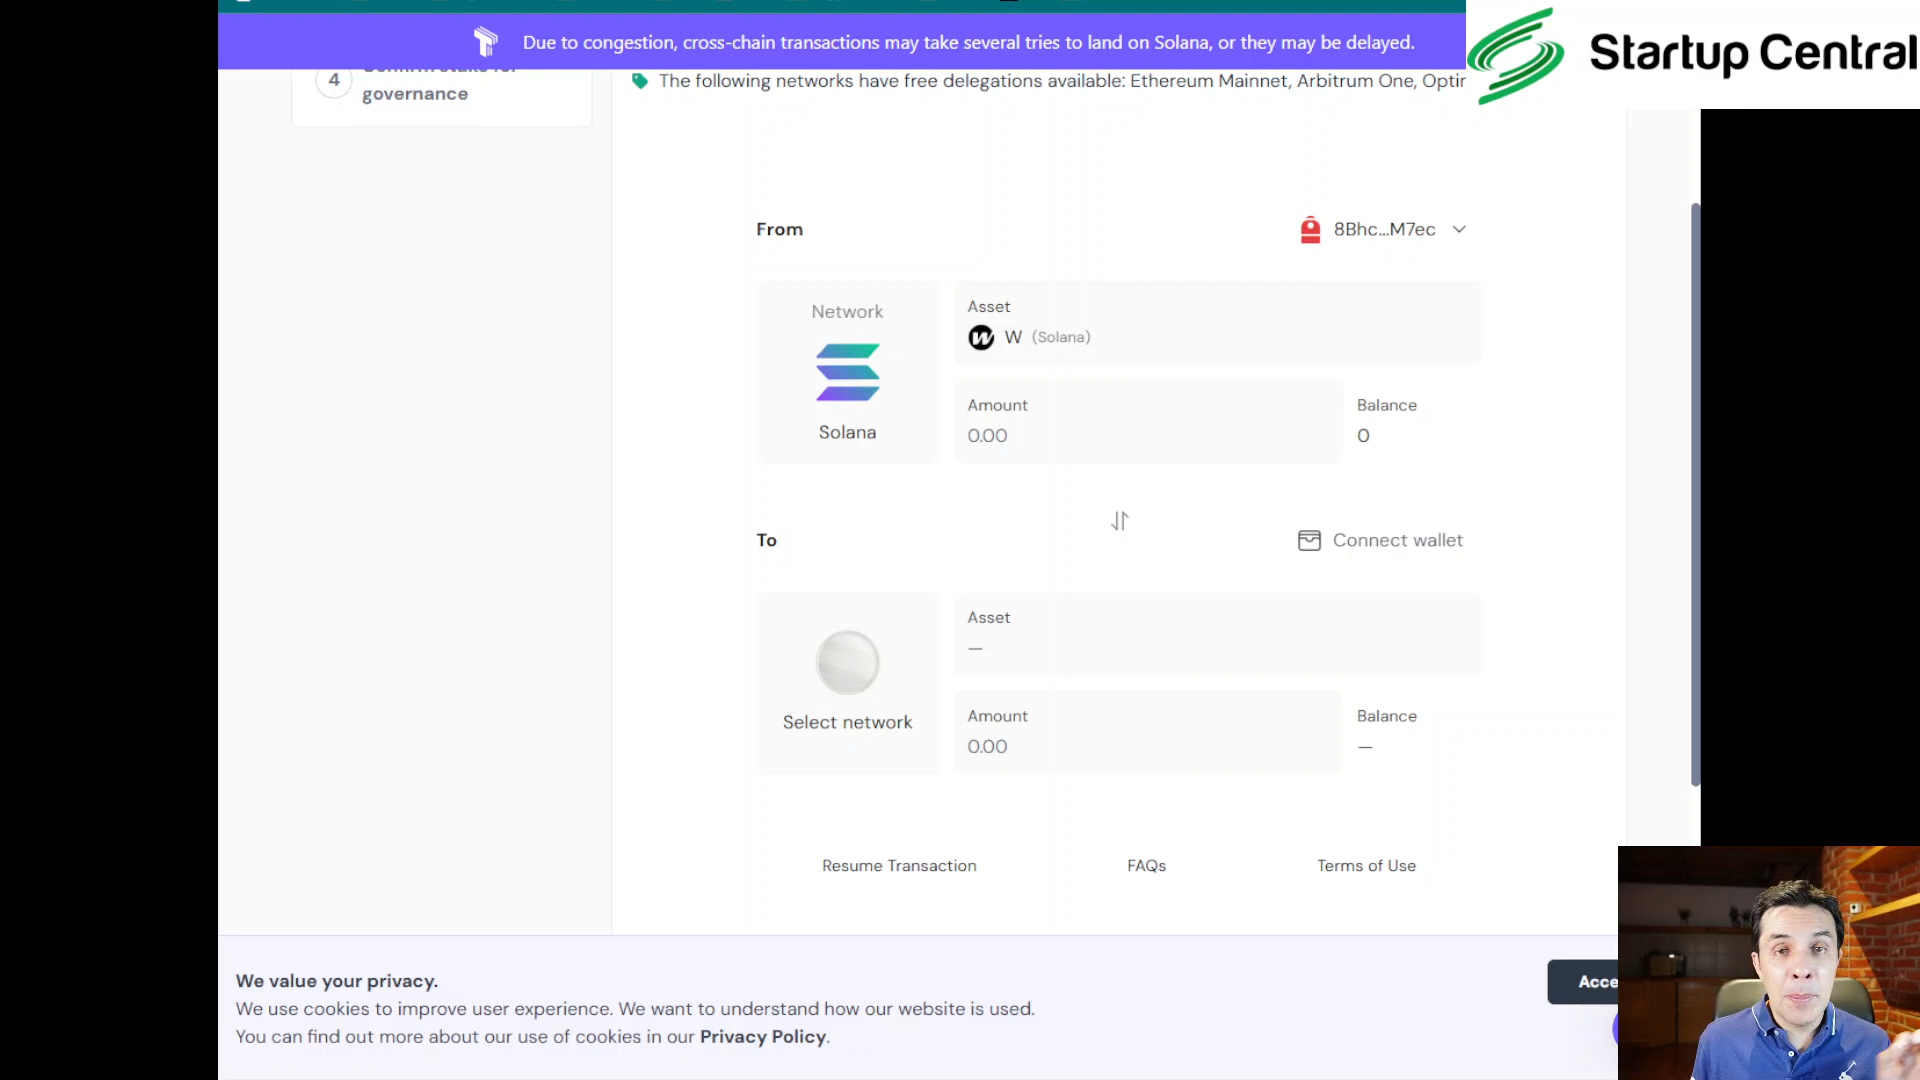 Due to congestion, cross-chain transactions may take several tries to land on Solana, or they may be delayed.
Startup Central
4
governance
The following networks have free delegations available: Ethereum Mainnet, Arbitrum One,
From
8Bhc...M7ec
Network
Solana
Asset
W (Solana)
Amount
0.00
Balance
0
To
Connect wallet
Select network
Asset
—
Amount
0.00
Balance
—
Resume Transaction
FAQs
Terms of Use
We value your privacy.
We use cookies to improve user experience. We want to understand how our website is used.
You can find out more about our use of cookies in our Privacy Policy.